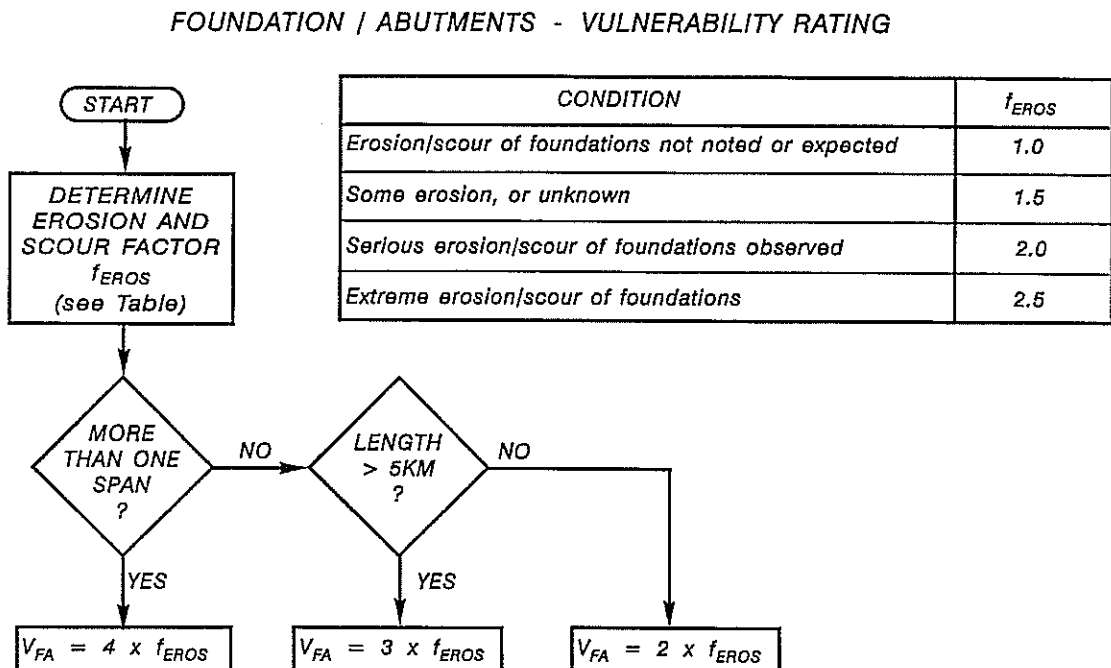 FOUNDATION / ABUTMENTS - VULNERABILITY RATING
START
DETERMINE
EROSION AND
SCOUR FACTOR
fEROS
(see Table)
CONDITION fEROS
Erosion/scour of foundations not noted or expected 1.0
Some erosion, or unknown 1.5
Serious erosion/scour of foundations observed 2.0
Extreme erosion/scour of foundations 2.5
MORE
THAN ONE
SPAN
?
NO
LENGTH
> 5KM
?
NO
YES
YES
VFA = 4 x fEROS
VFA = 3 x fEROS
VFA = 2 x fEROS